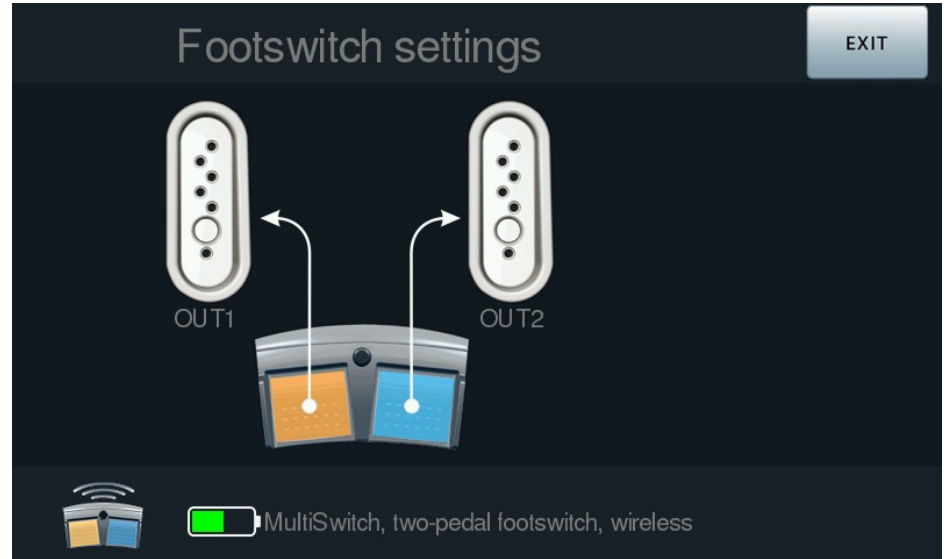 Footswitch settings
EXIT
OUT1
OUT2
MultiSwitch, two-pedal footswitch, wireless